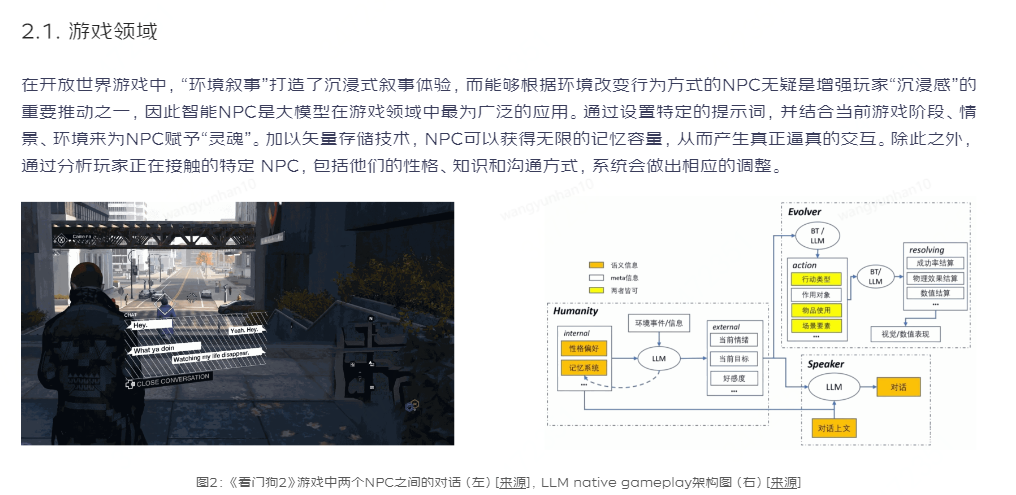 2.1. 游戏领域
在开放世界游戏中，“环境叙事”打造了沉浸式叙事体验，而能够根据环境改变行为方式的NPC无疑是增强玩家“沉浸感”的
重要推动之一，因此智能NPC是大模型在游戏领域中最为广泛的应用。通过设置特定的提示词，并结合当前游戏阶段、情
景、环境来为NPC赋予“灵魂”。加以矢量存储技术，NPC可以获得无限的记忆容量，从而产生真正逼真的交互。除此之外，
通过分析玩家正在接触的特定 NPC，包括他们的性格、知识和沟通方式，系统会做出相应的调整。
wangyunhan10
wangyunhan10
wangyunhan10
CHAT
Hey.
Yeah. Hey.
What ya doin
Watching my life disappear.
CLOSE CONVERSATION
语义信息
meta信息
两者皆可
Humanity
internal
性格偏好
记忆系统
...
环境事件/信息
LLM
external
当前情绪
当前目标
好感度
...
Evolver
BT /
LLM
action
行动类型
作用对象
物品使用
场景要素
...
BT/
LLM
resolving
成功率结算
物理效果结算
数值结算
...
视觉/数值表现
Speaker
LLM
对话
对话上文
图2：《看门狗2》游戏中两个NPC之间的对话（左）[来源]，LLM native gameplay架构图（右）[来源]